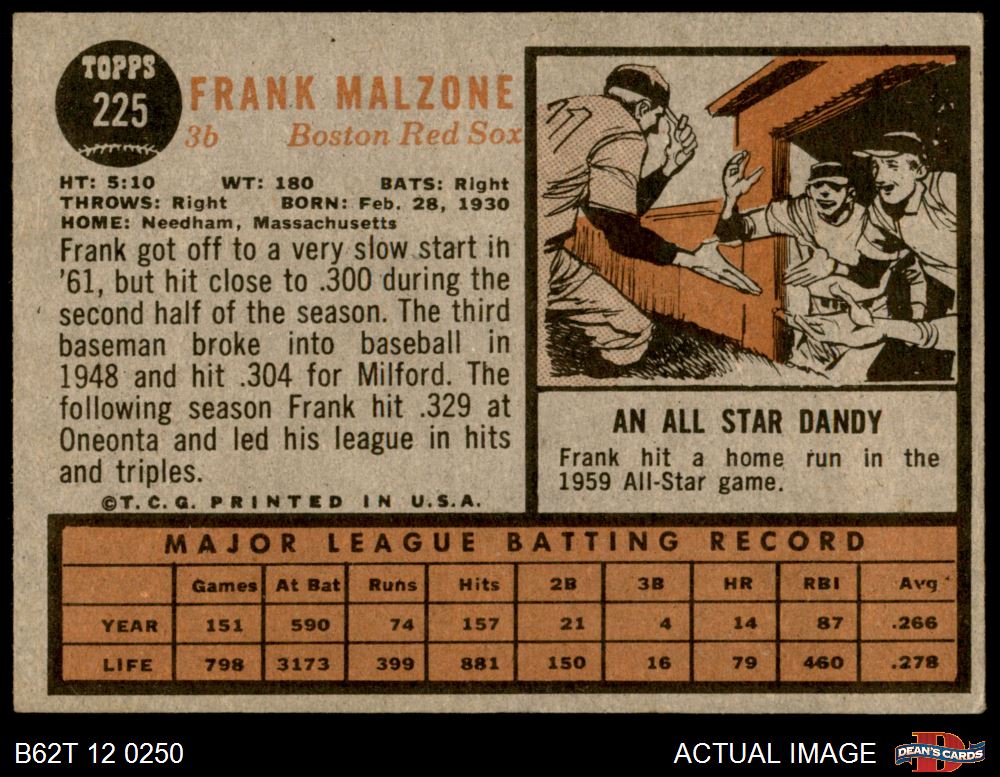 TOPPS
225
FRANK MALZONE
3b Boston Red Sox
HT: 5:10 WT: 180 BATS: Right
THROWS: Right BORN: Feb. 28, 1930
HOME: Needham, Massachusetts
Frank got off to a very slow start in
'61, but hit close to .300 during the
second half of the season. The third
baseman broke into baseball in
1948 and hit .304 for Milford. The
following season Frank hit .329 at
Oneonta and led his league in hits
and triples.
©T.C.G. PRINTED IN U.S.A.
AN ALL STAR DANDY
Frank hit a home run in the
1959 All-Star game.
MAJOR LEAGUE BATTING RECORD
Games At Bat Runs Hits 2B 3B HR RBI Avg.
YEAR 151 590 74 157 21 4 14 87 .266
LIFE 798 3173 399 881 150 16 79 460 .278
B62T 12 0250 ACTUAL IMAGE
DEAN'S CARDS